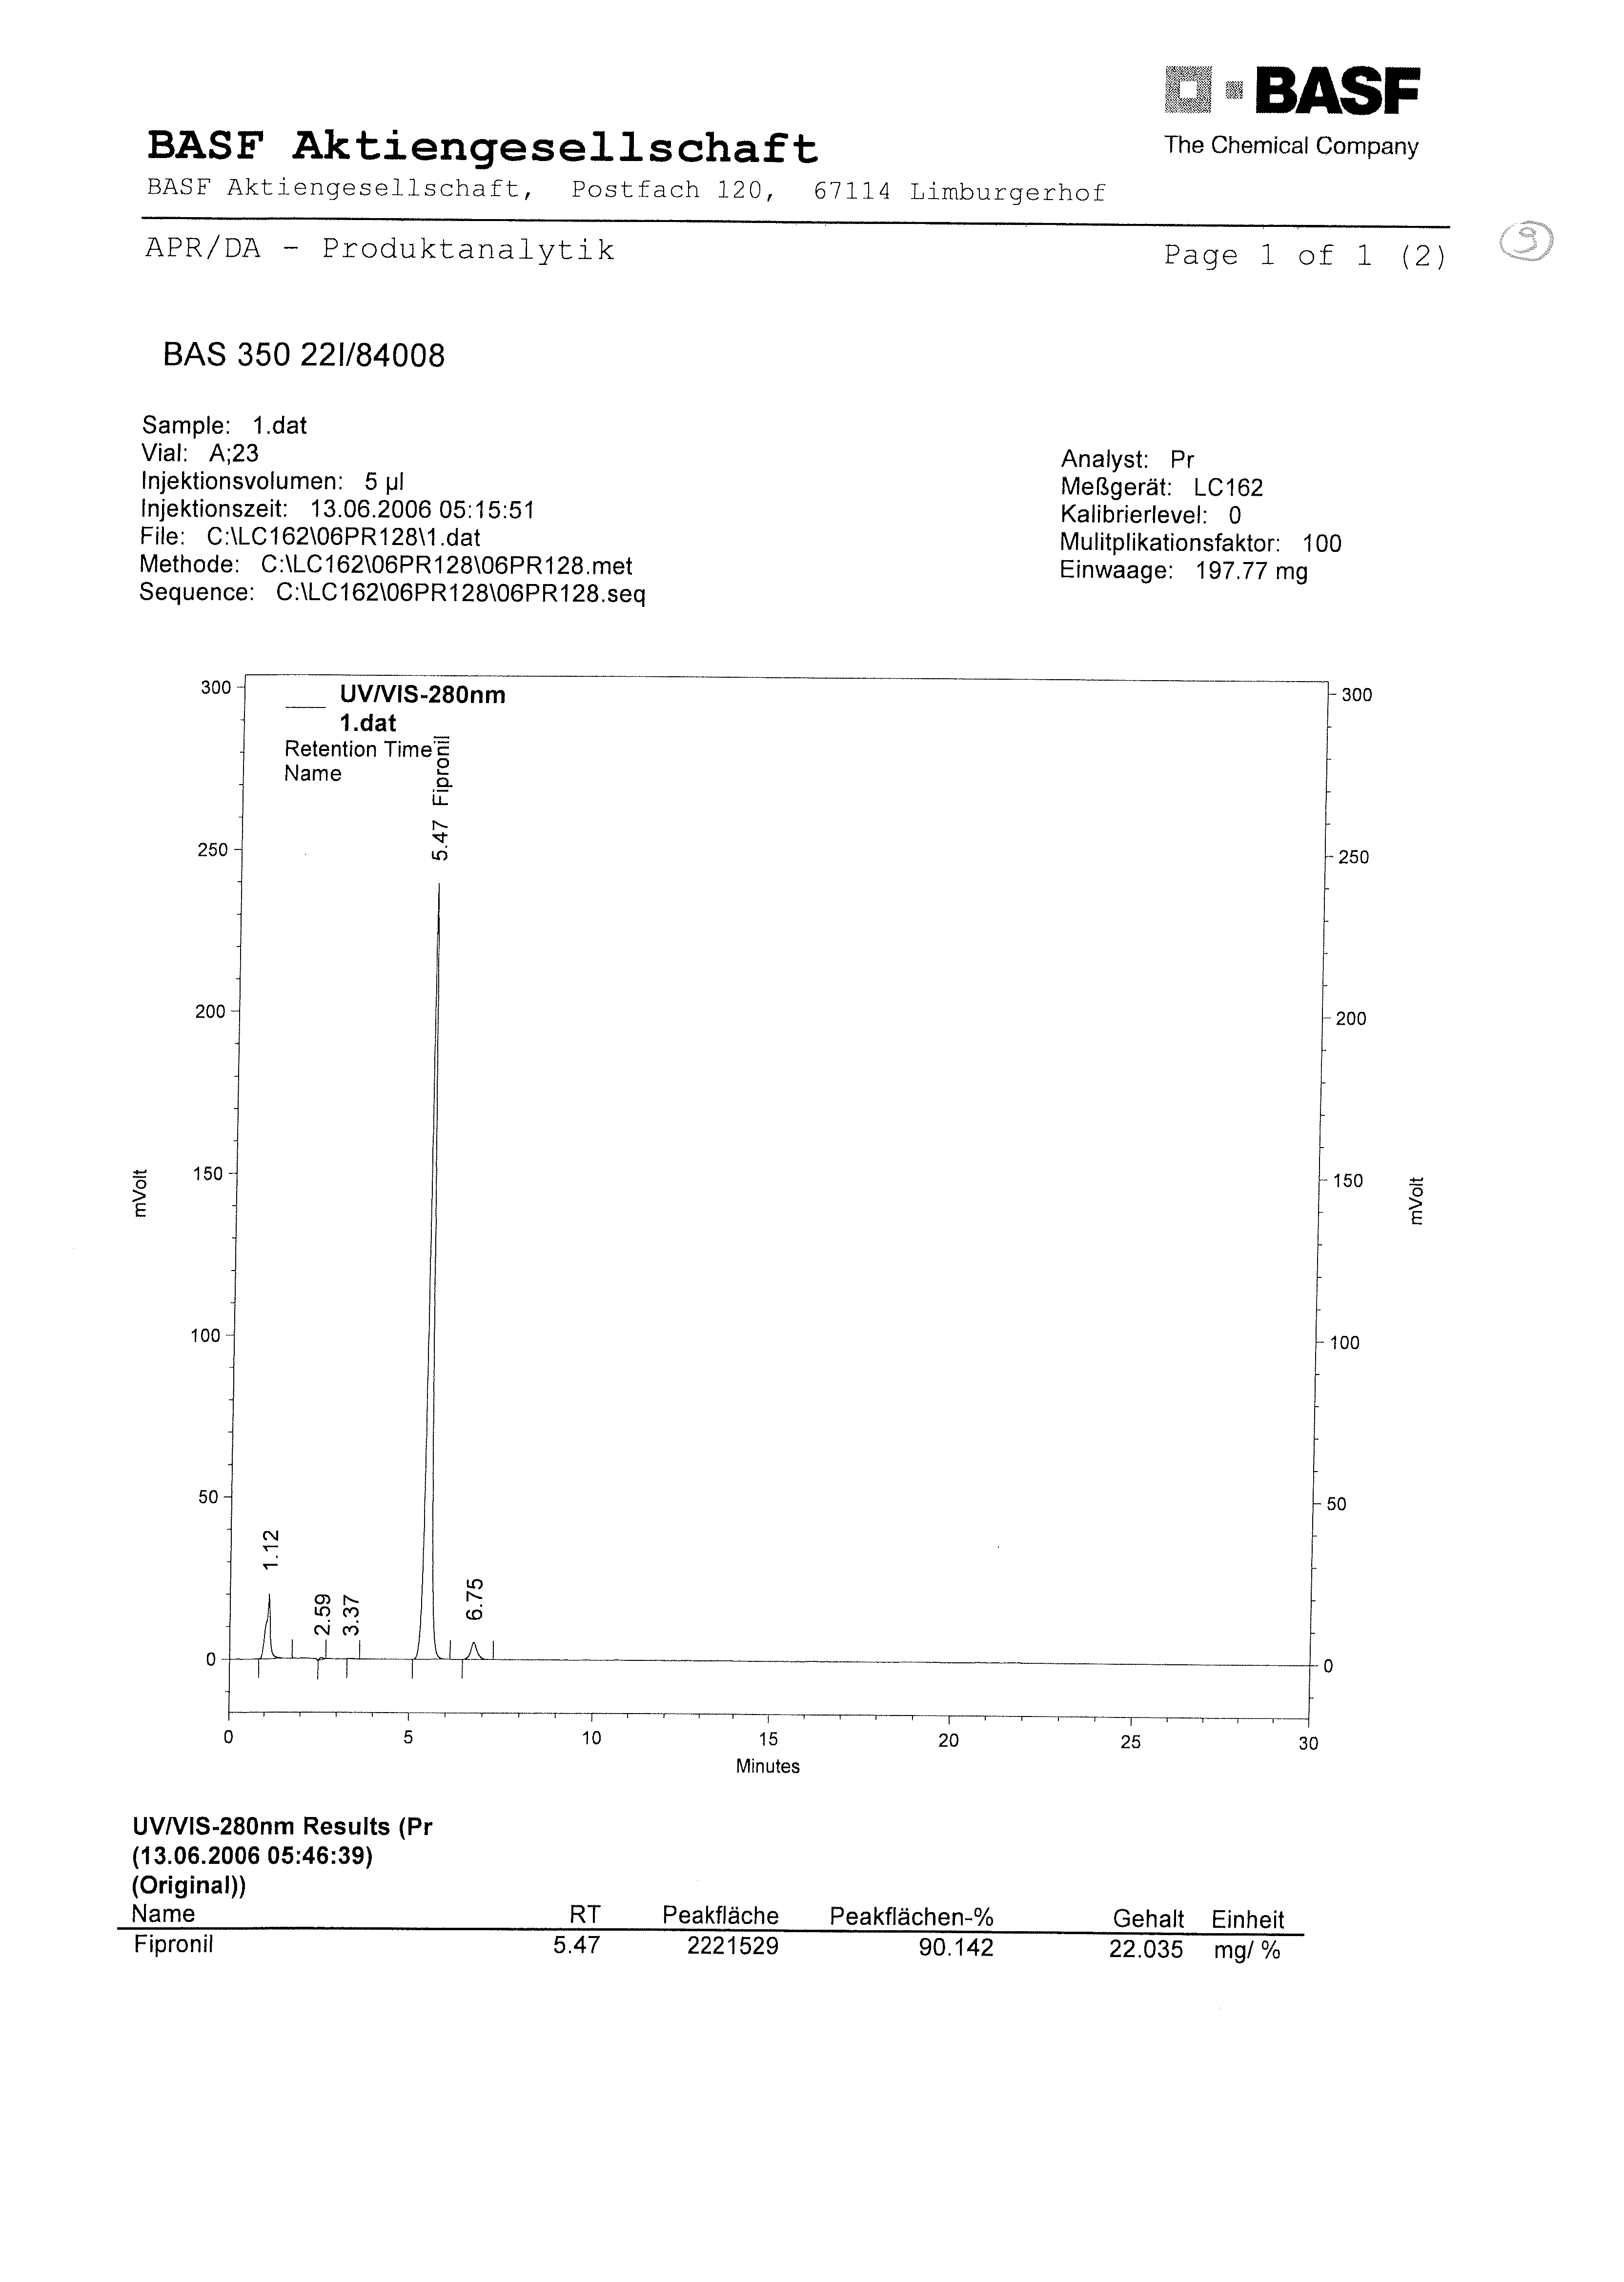 BASF
The Chemical Company
BASF Aktiengesellschaft
BASF Aktiengesellschaft, Postfach 120, 67114 Limburgerhof
APR/DA - Produktanalytik
Page 1 of 1 (2)
9
BAS 350 22I/84008
Sample: 1.dat
Vial: A;23
Injektionsvolumen: 5 µl
Injektionszeit: 13.06.2006 05:15:51
File: C:\LC162\06PR128\1.dat
Methode: C:\LC162\06PR128\06PR128.met
Sequence: C:\LC162\06PR128\06PR128.seq
Analyst: Pr
Meßgerät: LC162
Kalibrierlevel: 0
Mulitplikationsfaktor: 100
Einwaage: 197.77 mg
UV/VIS-280nm
1.dat
Retention Time
Name
5.47 Fipronil
1.12
2.59
3.37
6.75
300
250
200
150
100
50
0
mVolt
300
250
200
150
100
50
0
mVolt
0 5 10 15 20 25 30
Minutes
UV/VIS-280nm Results (Pr
(13.06.2006 05:46:39)
(Original))
Name RT Peakfläche Peakflächen-% Gehalt Einheit
Fipronil 5.47 2221529 90.142 22.035 mg/ %